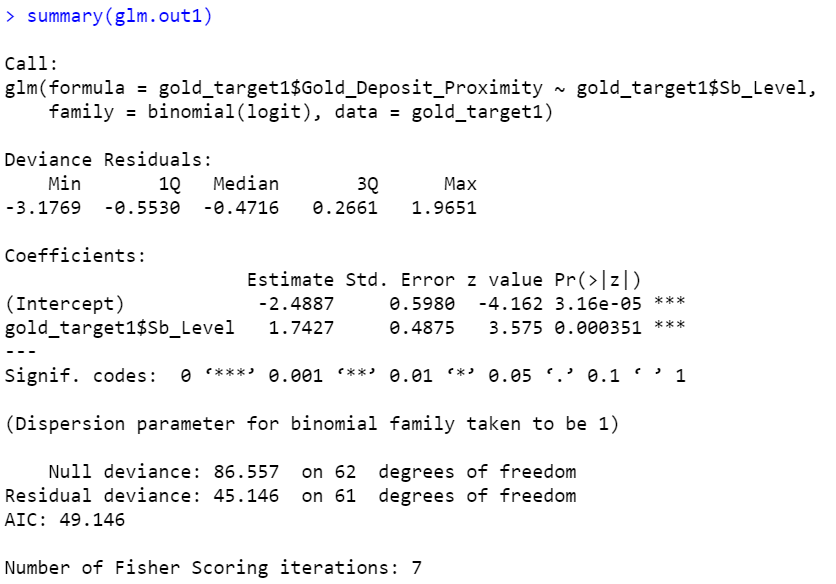 > summary(glm.out1)
Call:
glm(formula = gold_target1$Gold_Deposit_Proximity ~ gold_target1$Sb_Level,
    family = binomial(logit), data = gold_target1)
Deviance Residuals:
    Min       1Q   Median       3Q      Max
-3.1769  -0.5530  -0.4716   0.2661   1.9651
Coefficients:
                      Estimate Std. Error z value Pr(>|z|)
(Intercept)            -2.4887     0.5980  -4.162 3.16e-05 ***
gold_target1$Sb_Level   1.7427     0.4875   3.575 0.000351 ***
---
Signif. codes:  0 ‘***’ 0.001 ‘**’ 0.01 ‘*’ 0.05 ‘.’ 0.1 ‘ ’ 1
(Dispersion parameter for binomial family taken to be 1)
    Null deviance: 86.557  on 62  degrees of freedom
Residual deviance: 45.146  on 61  degrees of freedom
AIC: 49.146
Number of Fisher Scoring iterations: 7